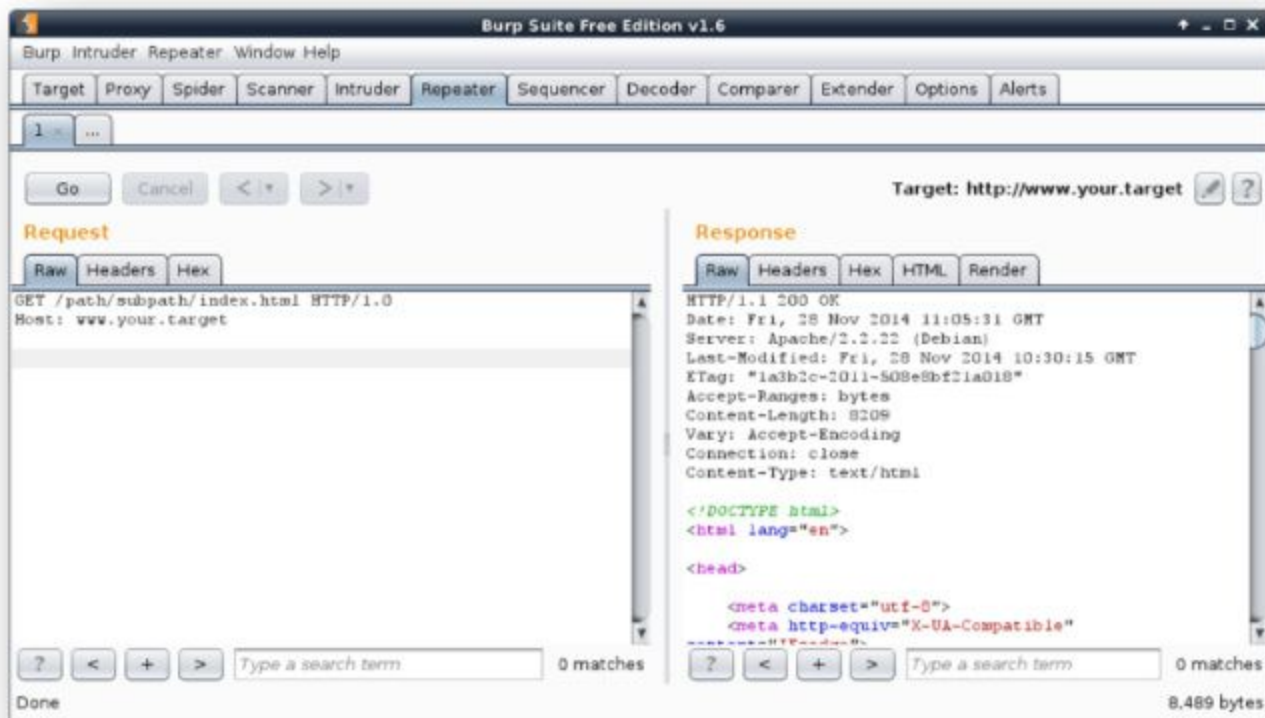 Burp Suite Free Edition v1.6
Burp Intruder Repeater Window Help
Target Proxy Spider Scanner Intruder Repeater Sequencer Decoder Comparer Extender Options Alerts
1 × ...
Go Cancel < > Target: http://www.your.target ?
Request
Raw Headers Hex
GET /path/subpath/index.html HTTP/1.0
Host: www.your.target
Response
Raw Headers Hex HTML Render
HTTP/1.1 200 OK
Date: Fri, 28 Nov 2014 11:05:31 GMT
Server: Apache/2.2.22 (Debian)
Last-Modified: Fri, 28 Nov 2014 10:30:15 GMT
ETag: "1a3b2c-2011-508e8bf21a018"
Accept-Ranges: bytes
Content-Length: 8209
Vary: Accept-Encoding
Connection: close
Content-Type: text/html
<!DOCTYPE html>
<html lang="en">
<head>
<meta charset="utf-8">
<meta http-equiv="X-UA-Compatible"
? < + > Type a search term 0 matches
? < + > Type a search term 0 matches
Done
8,489 bytes